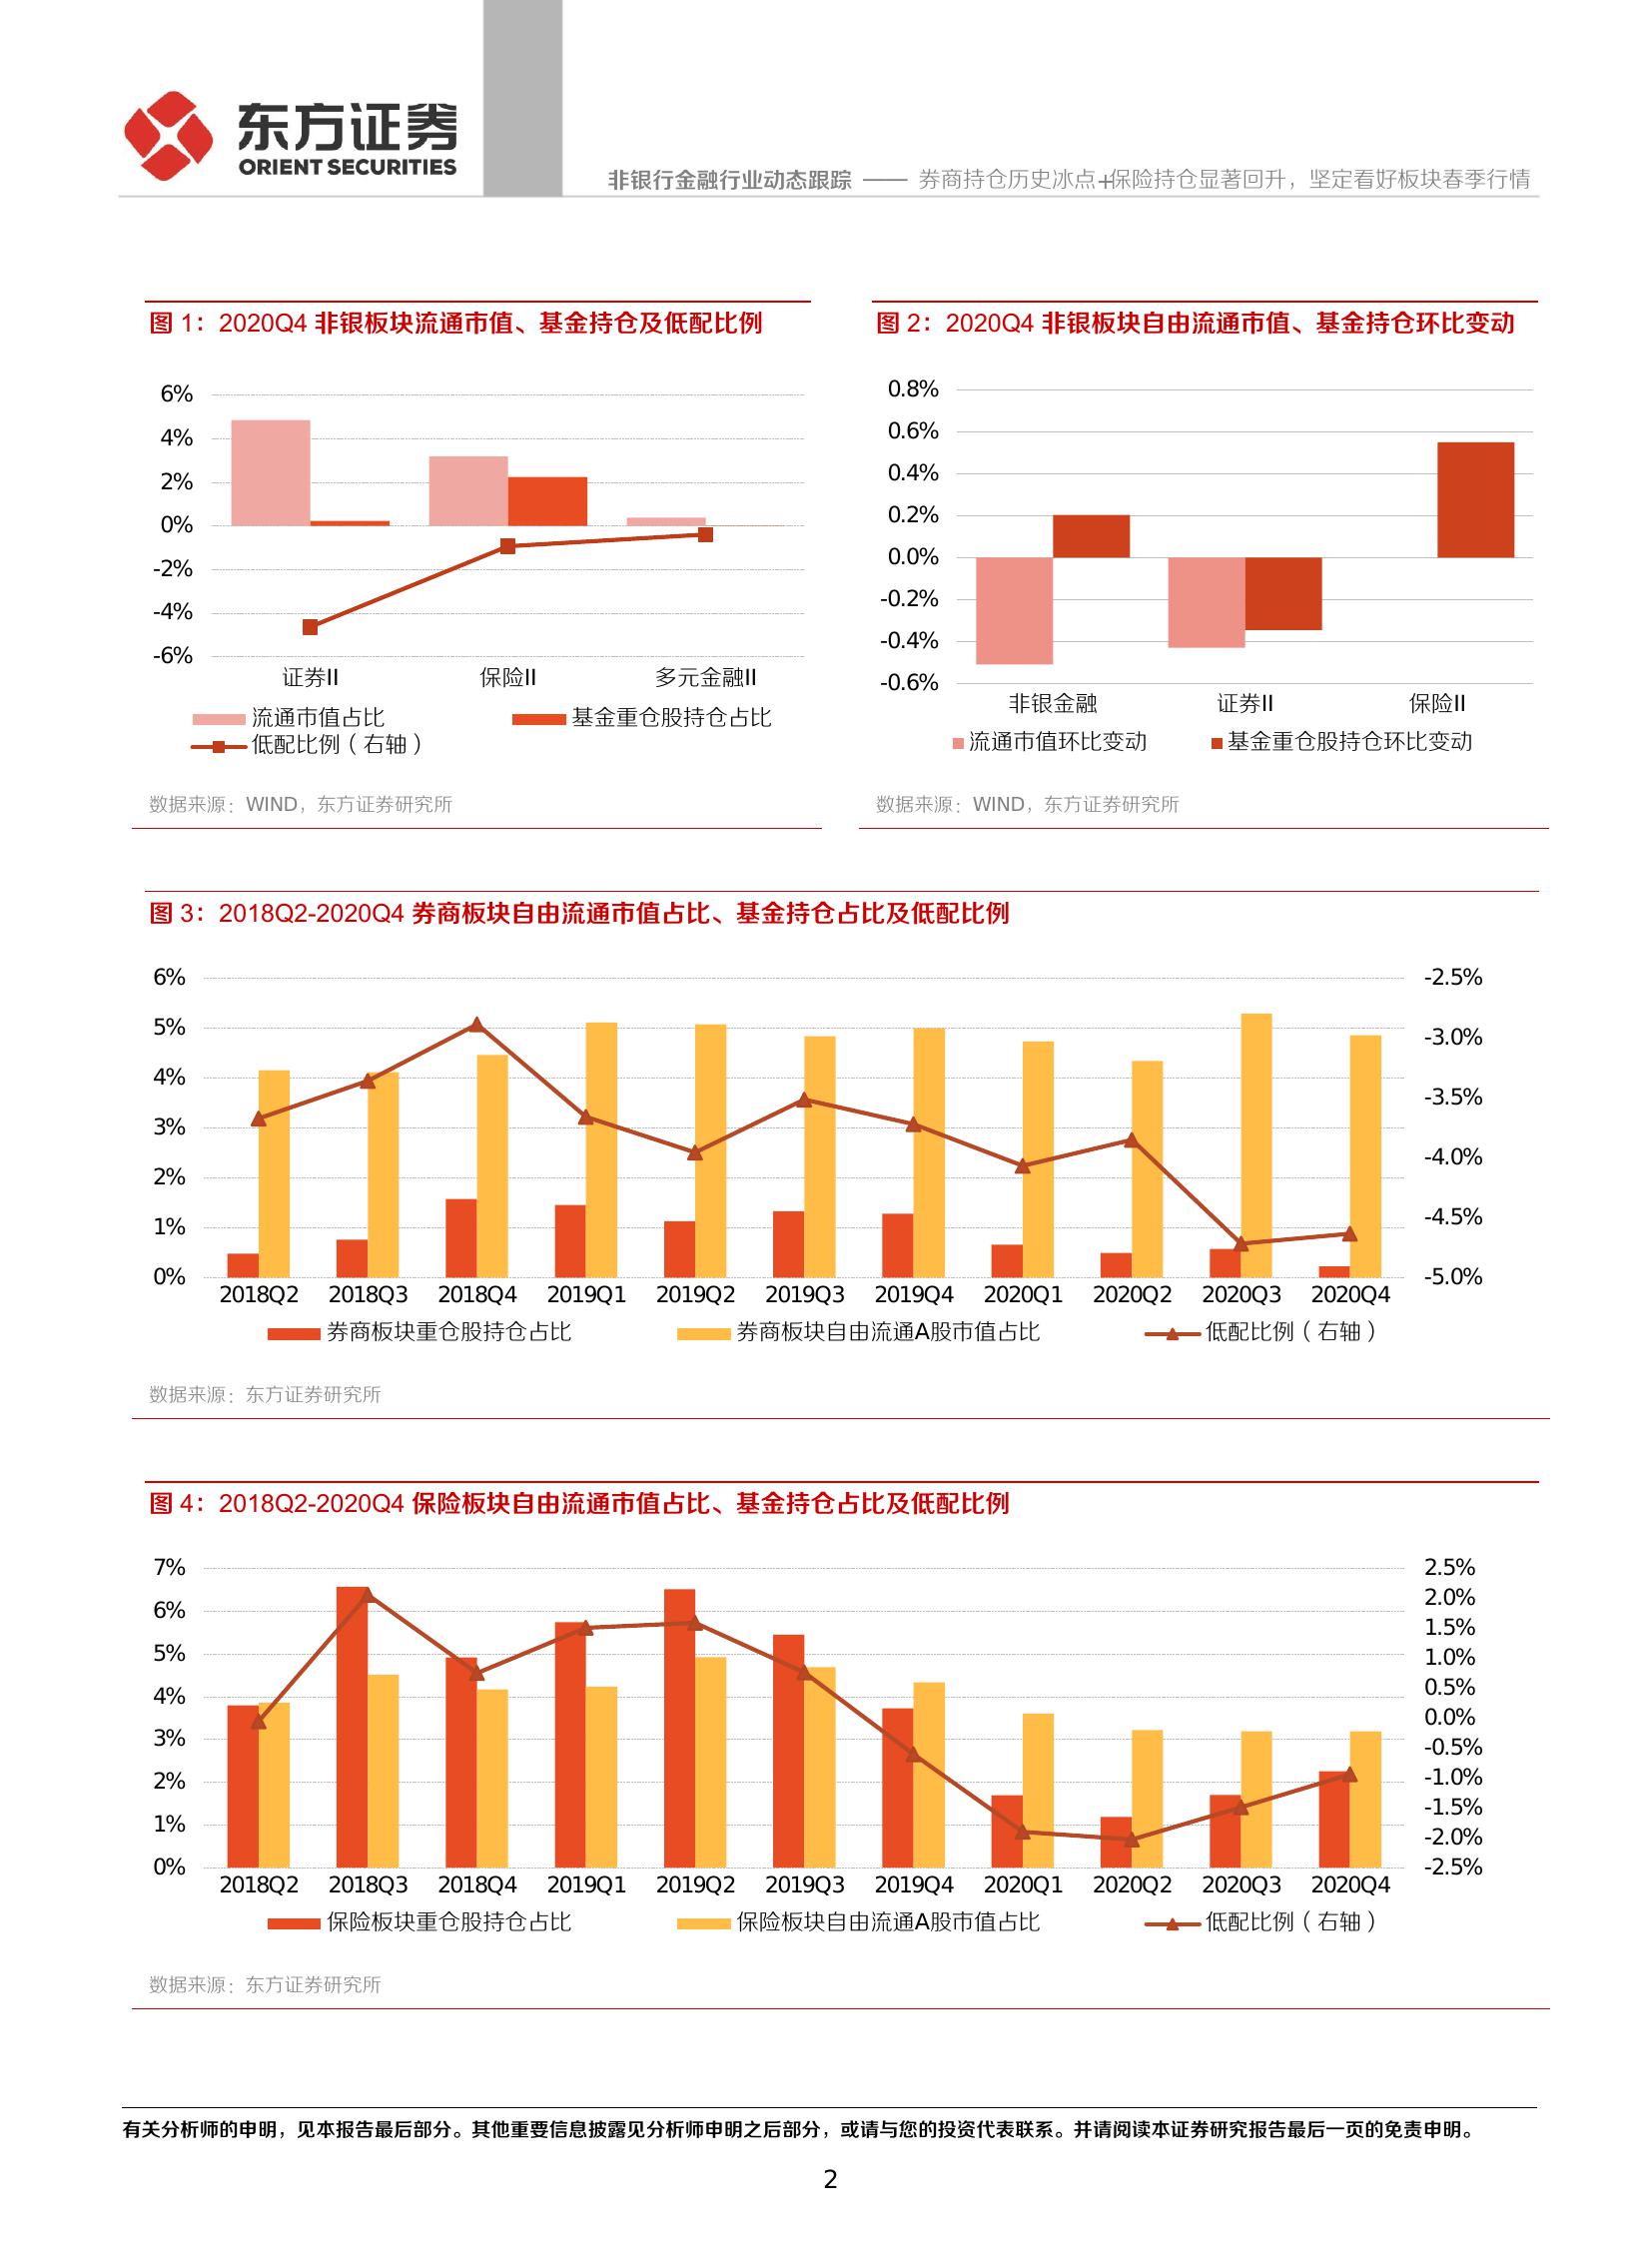 东方证券
ORIENT SECURITIES
非银行金融行业动态跟踪 —— 券商持仓历史冰点+保险持仓显著回升，坚定看好板块春季行情
图 1：2020Q4 非银板块流通市值、基金持仓及低配比例
6%
4%
2%
0%
-2%
-4%
-6%
证券II 保险II 多元金融II
流通市值占比 基金重仓股持仓占比
低配比例（右轴）
数据来源：WIND，东方证券研究所
图 2：2020Q4 非银板块自由流通市值、基金持仓环比变动
0.8%
0.6%
0.4%
0.2%
0.0%
-0.2%
-0.4%
-0.6%
非银金融 证券II 保险II
流通市值环比变动 基金重仓股持仓环比变动
数据来源：WIND，东方证券研究所
图 3：2018Q2-2020Q4 券商板块自由流通市值占比、基金持仓占比及低配比例
6%
5%
4%
3%
2%
1%
0%
-2.5%
-3.0%
-3.5%
-4.0%
-4.5%
-5.0%
2018Q2 2018Q3 2018Q4 2019Q1 2019Q2 2019Q3 2019Q4 2020Q1 2020Q2 2020Q3 2020Q4
券商板块重仓股持仓占比 券商板块自由流通A股市值占比 低配比例（右轴）
数据来源：东方证券研究所
图 4：2018Q2-2020Q4 保险板块自由流通市值占比、基金持仓占比及低配比例
7%
6%
5%
4%
3%
2%
1%
0%
2.5%
2.0%
1.5%
1.0%
0.5%
0.0%
-0.5%
-1.0%
-1.5%
-2.0%
-2.5%
2018Q2 2018Q3 2018Q4 2019Q1 2019Q2 2019Q3 2019Q4 2020Q1 2020Q2 2020Q3 2020Q4
保险板块重仓股持仓占比 保险板块自由流通A股市值占比 低配比例（右轴）
数据来源：东方证券研究所
有关分析师的申明，见本报告最后部分。其他重要信息披露见分析师申明之后部分，或请与您的投资代表联系。并请阅读本证券研究报告最后一页的免责申明。
2